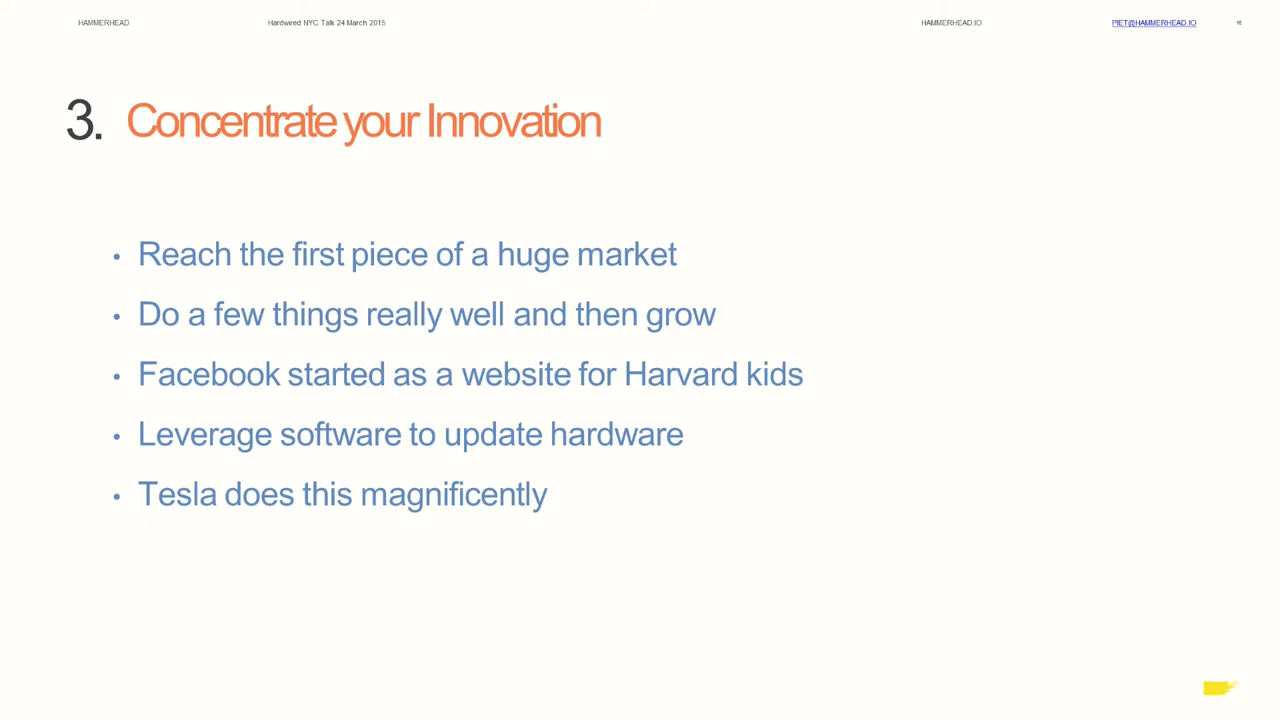 HAMMERHEAD Hardwired NYC Talk 24 March 2015 HAMMERHEAD.IO PIET@HAMMERHEAD.IO 16
3. Concentrate your Innovation
• Reach the first piece of a huge market
• Do a few things really well and then grow
• Facebook started as a website for Harvard kids
• Leverage software to update hardware
• Tesla does this magnificently